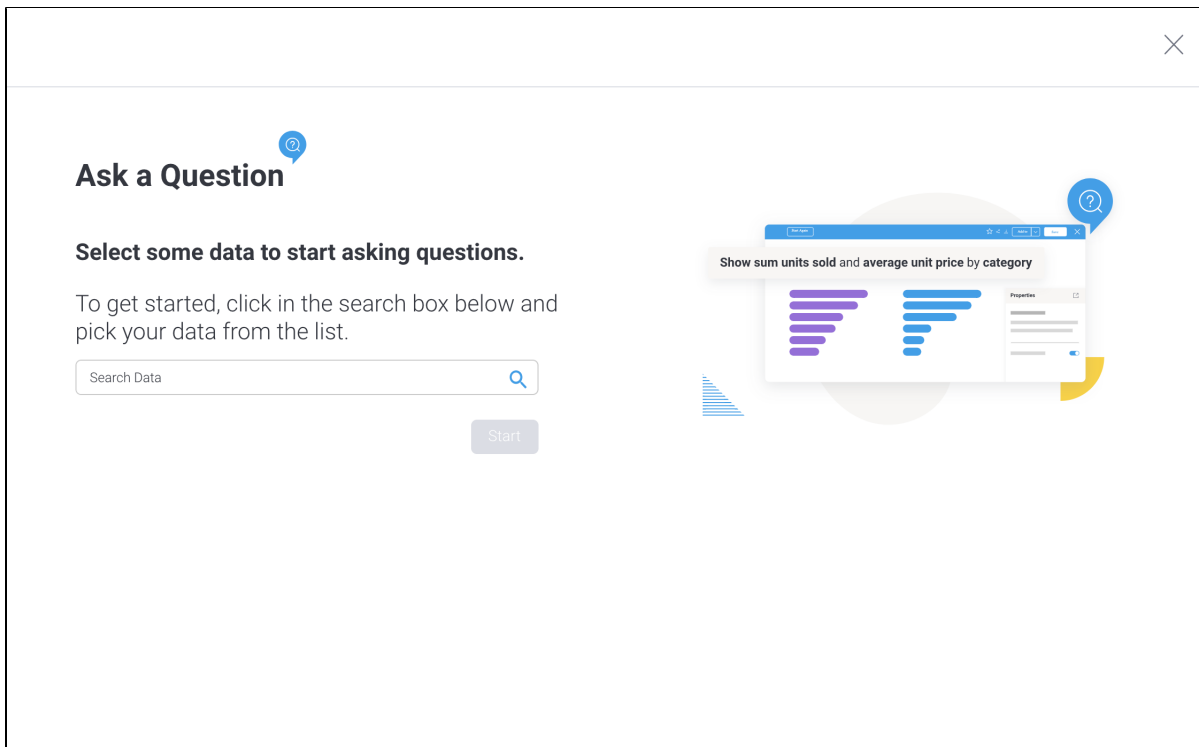 Ask a Question
Select some data to start asking questions.
To get started, click in the search box below and
pick your data from the list.
Search Data
Start
Show sum units sold and average unit price by category
Properties